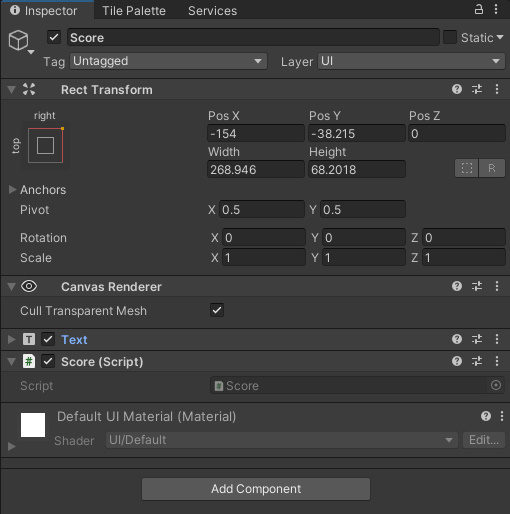 Inspector Tile Palette Services
Score Static
Tag Untagged Layer UI
Rect Transform
right
top
Pos X Pos Y Pos Z
-154 -38.215 0
Width Height
268.946 68.2018
R
Anchors
Pivot X 0.5 Y 0.5
Rotation X 0 Y 0 Z 0
Scale X 1 Y 1 Z 1
Canvas Renderer
Cull Transparent Mesh
T Text
# Score (Script)
Script # Score
Default UI Material (Material)
Shader UI/Default Edit...
Add Component